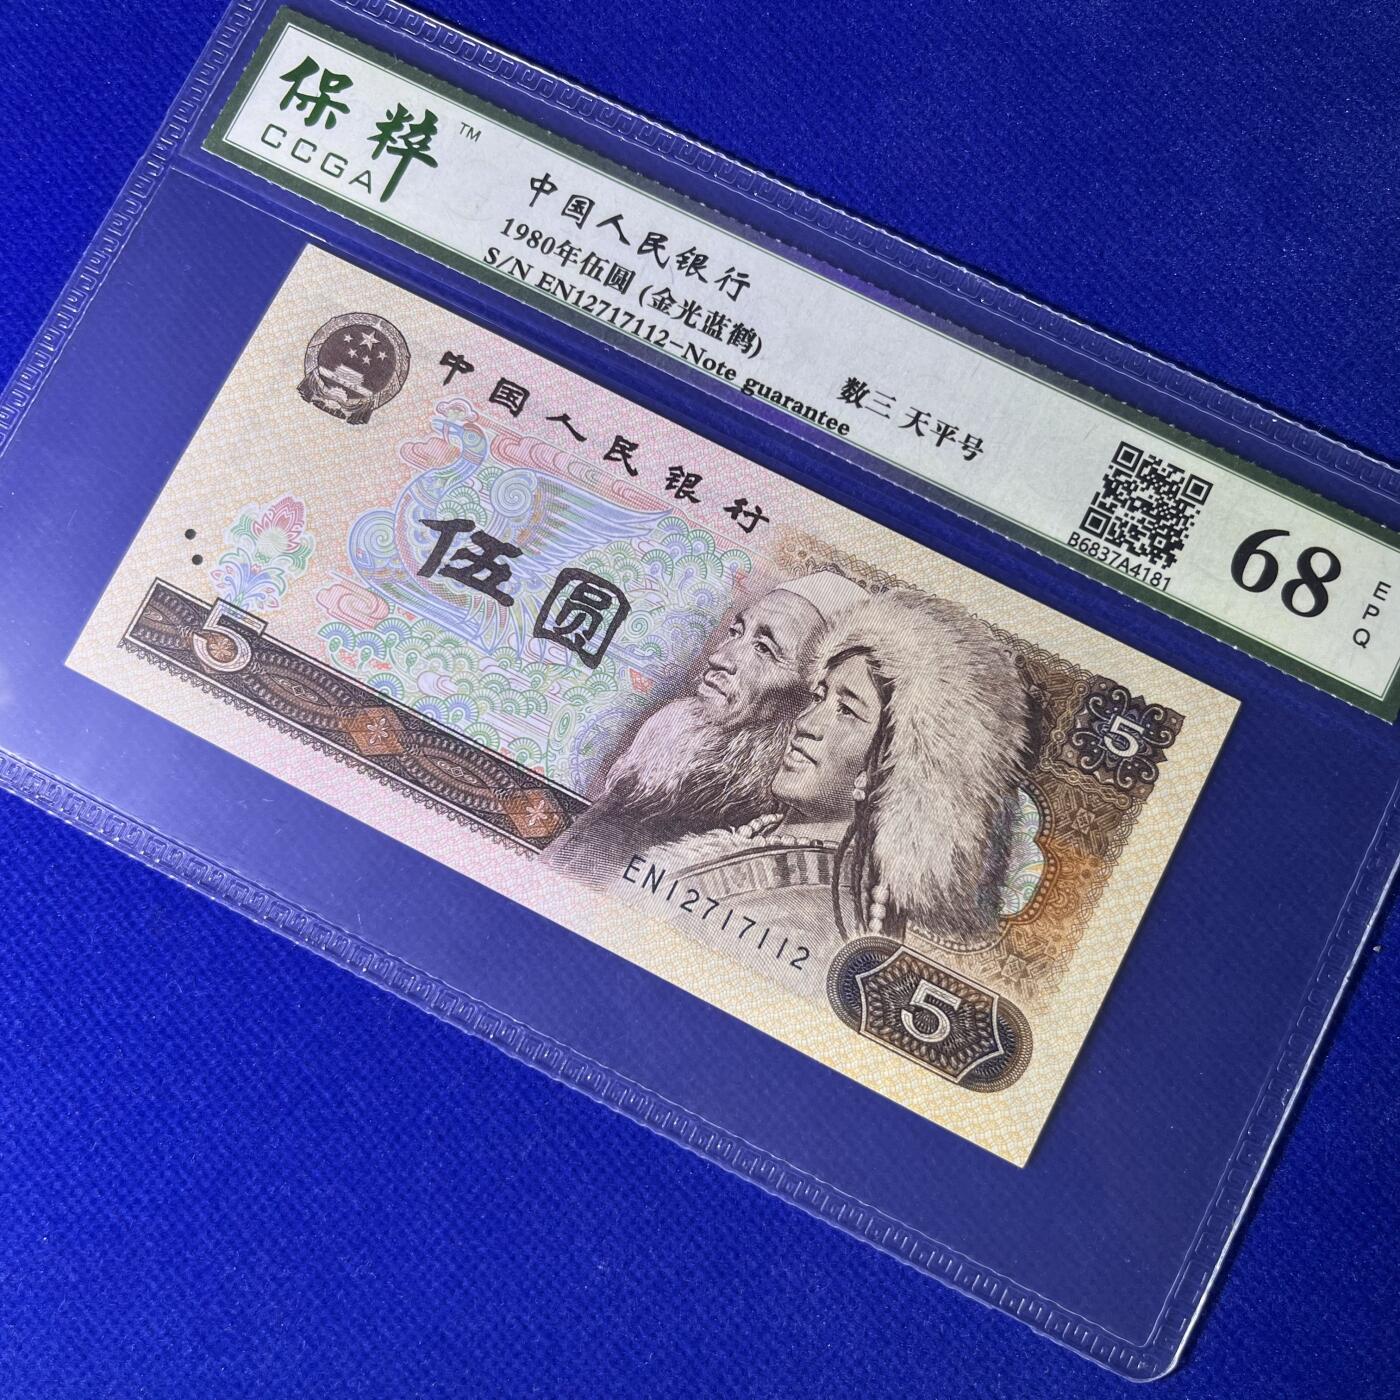 保粹™
CCGA
中国人民银行
1980年伍圆 (金光蓝鹤)
S/N EN12717112-Note guarantee
数三 天平号
B6837A4181
68
EPQ
中国人民银行
伍圆
5
5
EN12717112
5